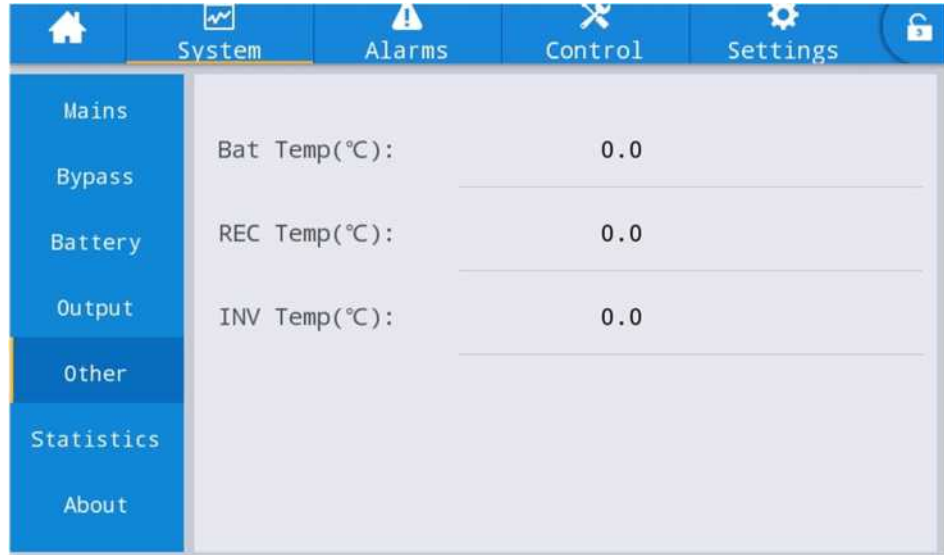 System Alarms Control Settings
Mains
Bypass
Battery
Output
Other
Statistics
About
Bat Temp(℃): 0.0
REC Temp(℃): 0.0
INV Temp(℃): 0.0